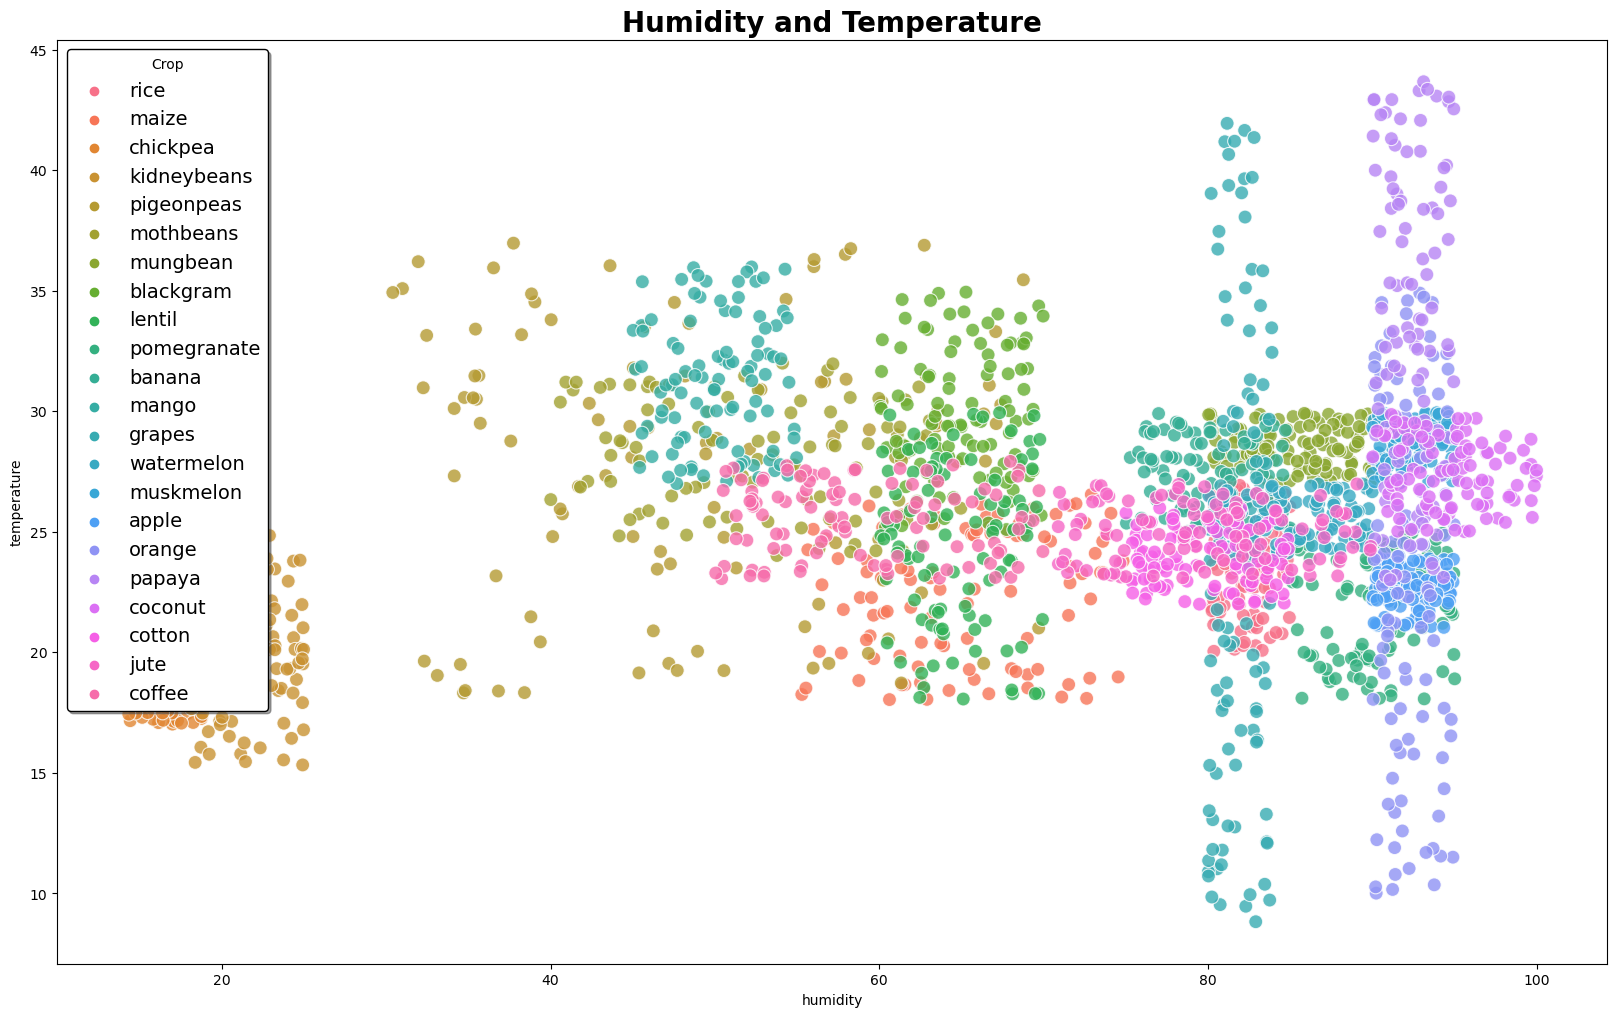 Humidity and Temperature
45
40
35
30
25
20
15
10
temperature
Crop
rice
maize
chickpea
kidneybeans
pigeonpeas
mothbeans
mungbean
blackgram
lentil
pomegranate
banana
mango
grapes
watermelon
muskmelon
apple
orange
papaya
coconut
cotton
jute
coffee
20 40 60 80 100
humidity